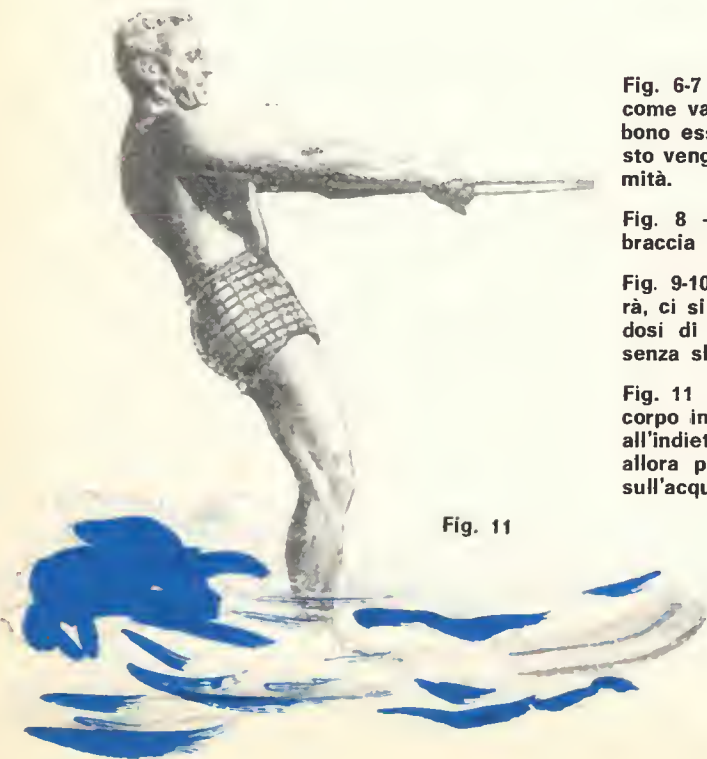 Fig. 6-7
come va
bono ess
sto veng
mità.
Fig. 8 -
braccia
Fig. 9-10
rà, ci si
dosi di
senza sl
Fig. 11
corpo in
all'indiet
allora p
sull'acqu
Fig. 11